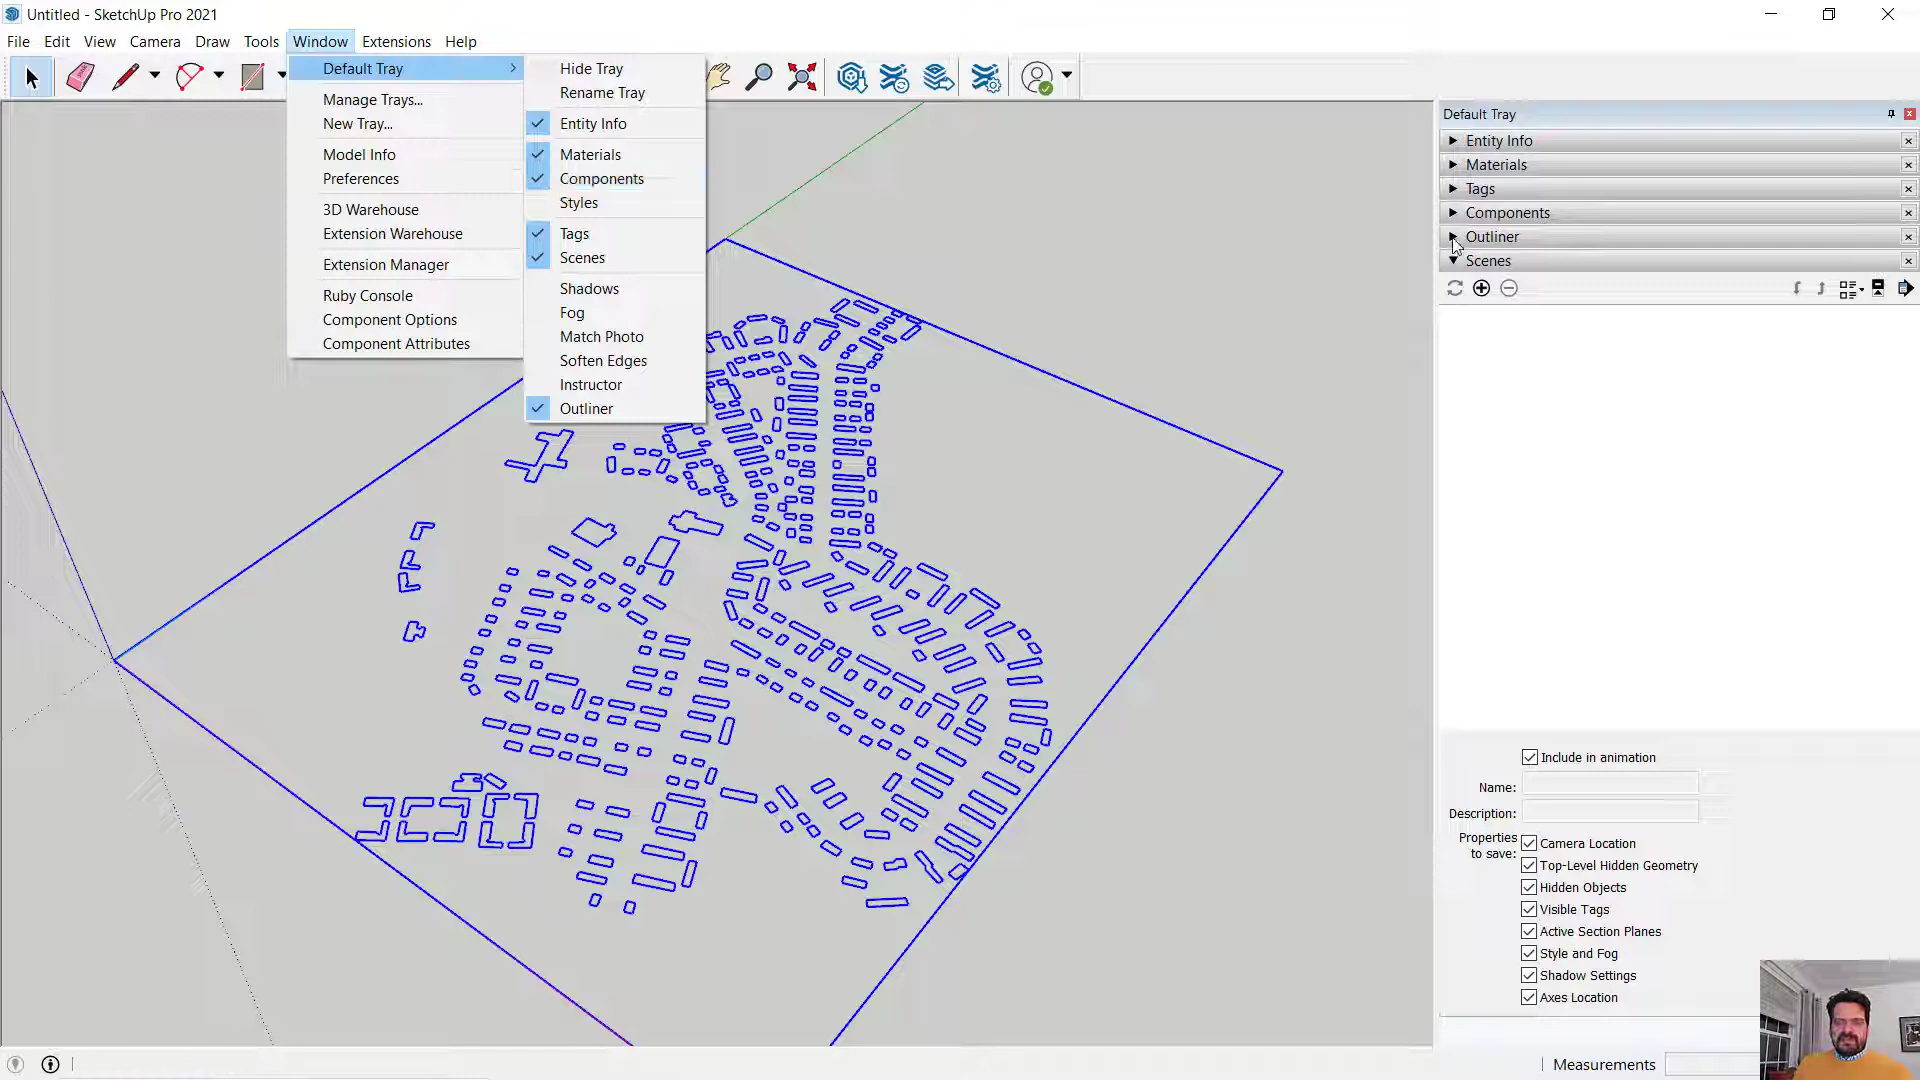 Untitled - SketchUp Pro 2021
File Edit View Camera Draw Tools Window Extensions Help
Default Tray
Manage Trays...
New Tray...
Model Info
Preferences
3D Warehouse
Extension Warehouse
Extension Manager
Ruby Console
Component Options
Component Attributes
Hide Tray
Rename Tray
Entity Info
Materials
Components
Styles
Tags
Scenes
Shadows
Fog
Match Photo
Soften Edges
Instructor
Outliner
Default Tray
Entity Info
Materials
Tags
Components
Outliner
Scenes
Include in animation
Name:
Description:
Properties
to save:
Camera Location
Top-Level Hidden Geometry
Hidden Objects
Visible Tags
Active Section Planes
Style and Fog
Shadow Settings
Axes Location
Measurements